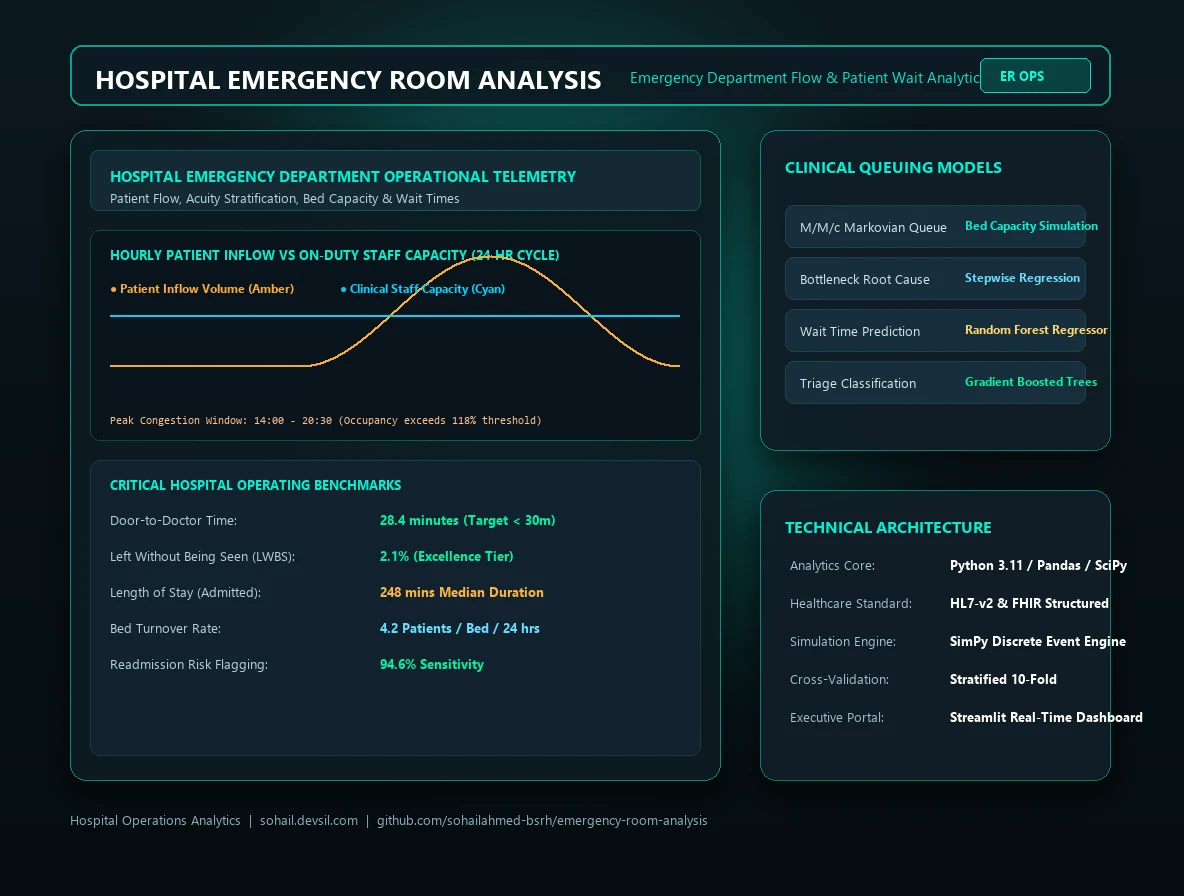 HOSPITAL EMERGENCY ROOM ANALYSIS
Emergency Department Flow & Patient Wait Analytic
ER OPS
HOSPITAL EMERGENCY DEPARTMENT OPERATIONAL TELEMETRY
Patient Flow, Acuity Stratification, Bed Capacity & Wait Times
HOURLY PATIENT INFLOW VS ON-DUTY STAFF CAPACITY (24-HR CYCLE)
● Patient Inflow Volume (Amber)
● Clinical Staff Capacity (Cyan)
Peak Congestion Window: 14:00 - 20:30 (Occupancy exceeds 118% threshold)
CRITICAL HOSPITAL OPERATING BENCHMARKS
Door-to-Doctor Time: 28.4 minutes (Target < 30m)
Left Without Being Seen (LWBS): 2.1% (Excellence Tier)
Length of Stay (Admitted): 248 mins Median Duration
Bed Turnover Rate: 4.2 Patients / Bed / 24 hrs
Readmission Risk Flagging: 94.6% Sensitivity
CLINICAL QUEUING MODELS
M/M/c Markovian Queue Bed Capacity Simulation
Bottleneck Root Cause Stepwise Regression
Wait Time Prediction Random Forest Regressor
Triage Classification Gradient Boosted Trees
TECHNICAL ARCHITECTURE
Analytics Core: Python 3.11 / Pandas / SciPy
Healthcare Standard: HL7-v2 & FHIR Structured
Simulation Engine: SimPy Discrete Event Engine
Cross-Validation: Stratified 10-Fold
Executive Portal: Streamlit Real-Time Dashboard
Hospital Operations Analytics | sohail.devsil.com | github.com/sohailahmed-bsrh/emergency-room-analysis